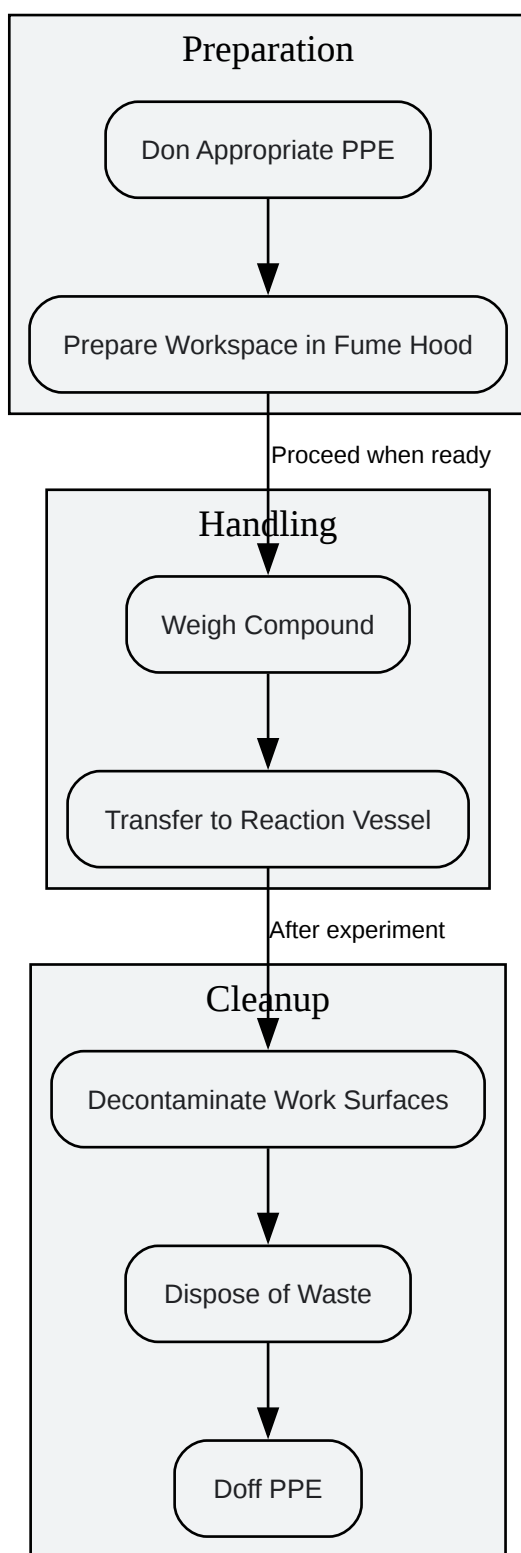 Preparation
Don Appropriate PPE
Prepare Workspace in Fume Hood
Proceed when ready
Handling
Weigh Compound
Transfer to Reaction Vessel
After experiment
Cleanup
Decontaminate Work Surfaces
Dispose of Waste
Doff PPE